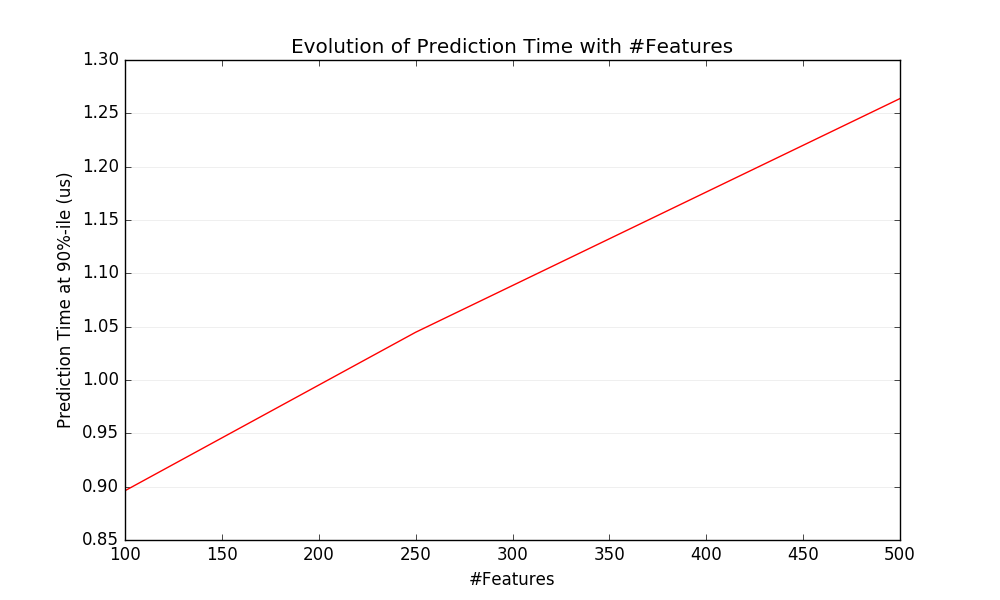 Evolution of Prediction Time with #Features
1.30
1.25
1.20
1.15
1.10
1.05
1.00
0.95
0.90
0.85
Prediction Time at 90%-ile (us)
100 150 200 250 300 350 400 450 500
#Features